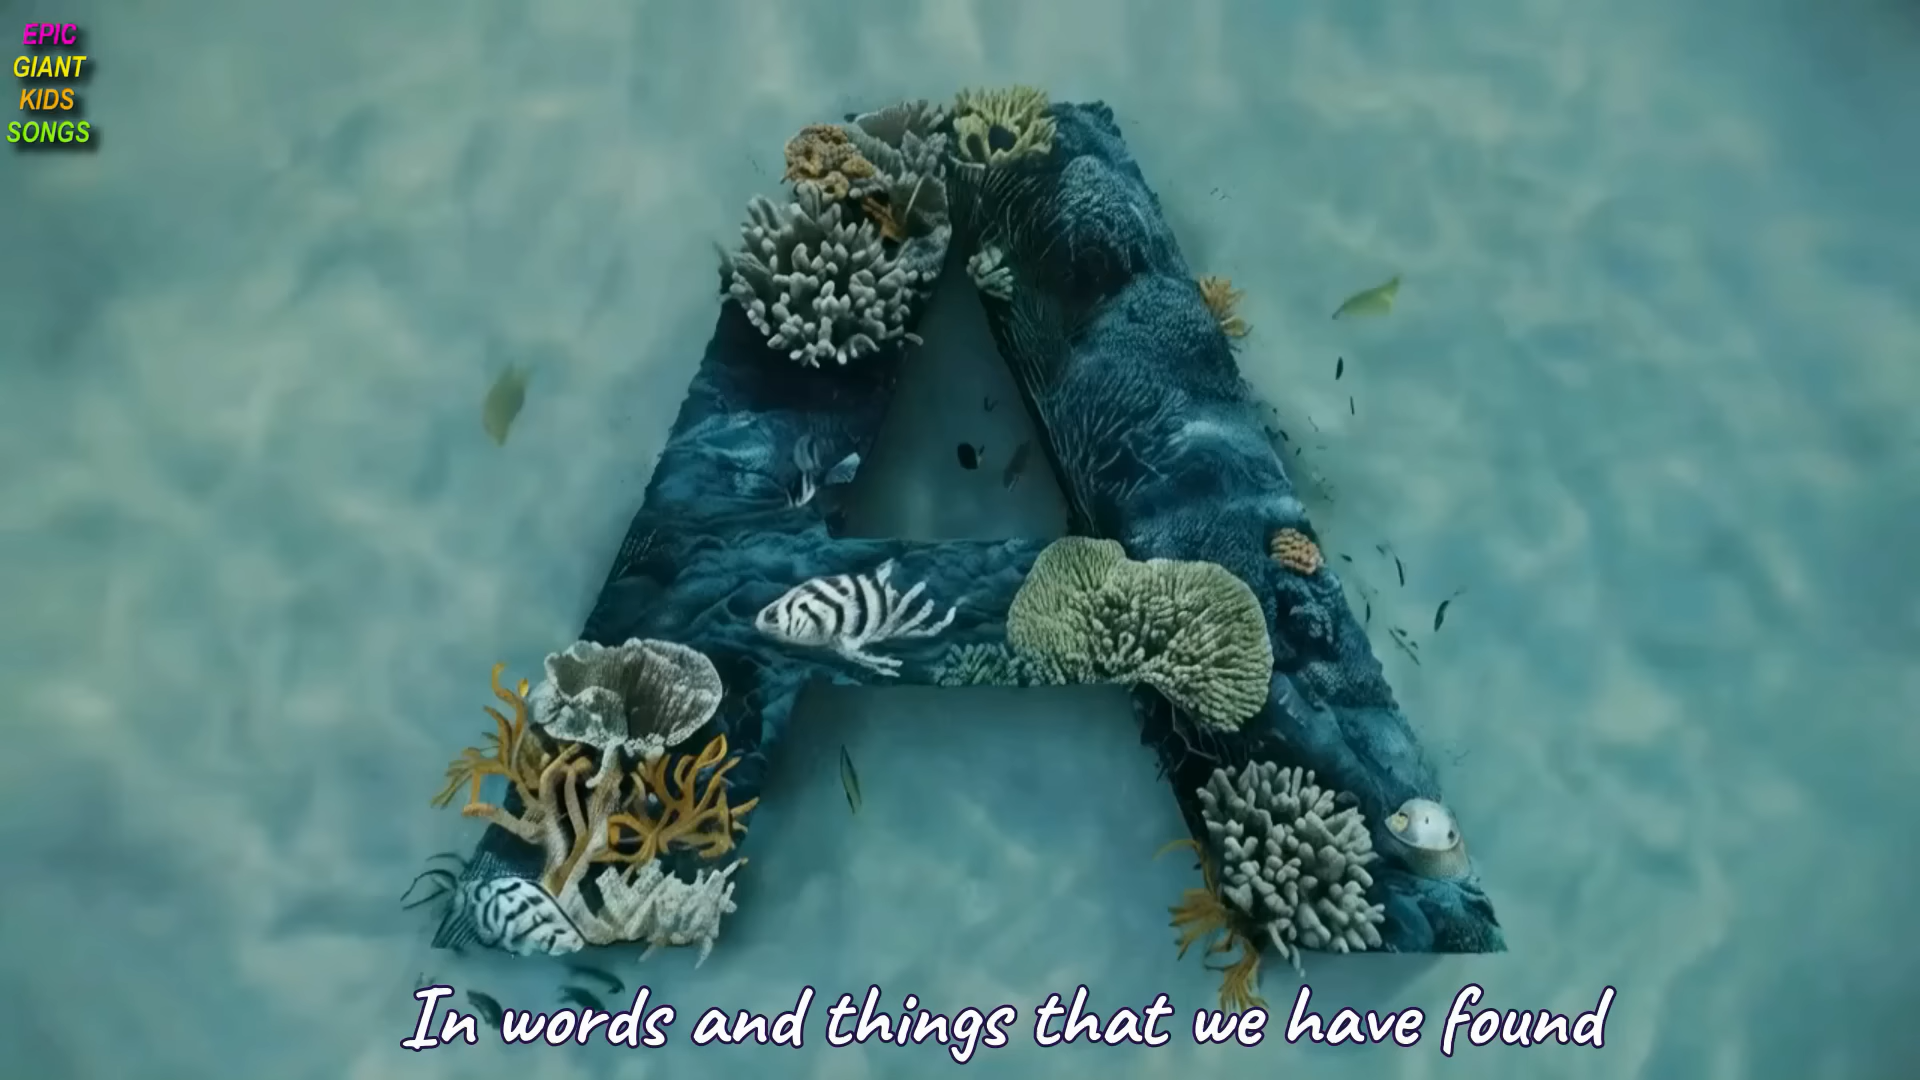 EPIC
GIANT
KIDS
SONGS
A
In words and things that we have found